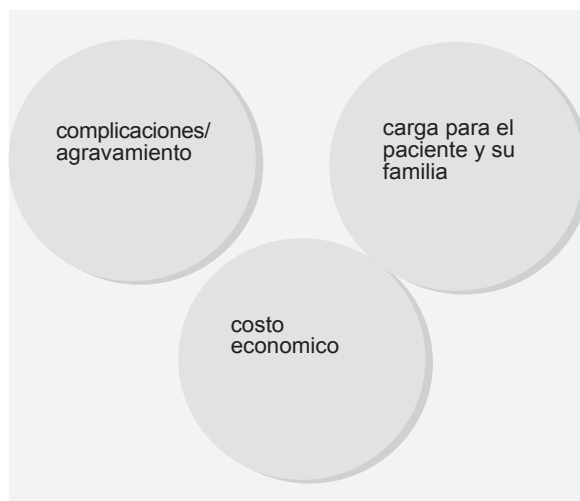 complicaciones/
agravamiento
carga para el
paciente y su
familia
costo
economico